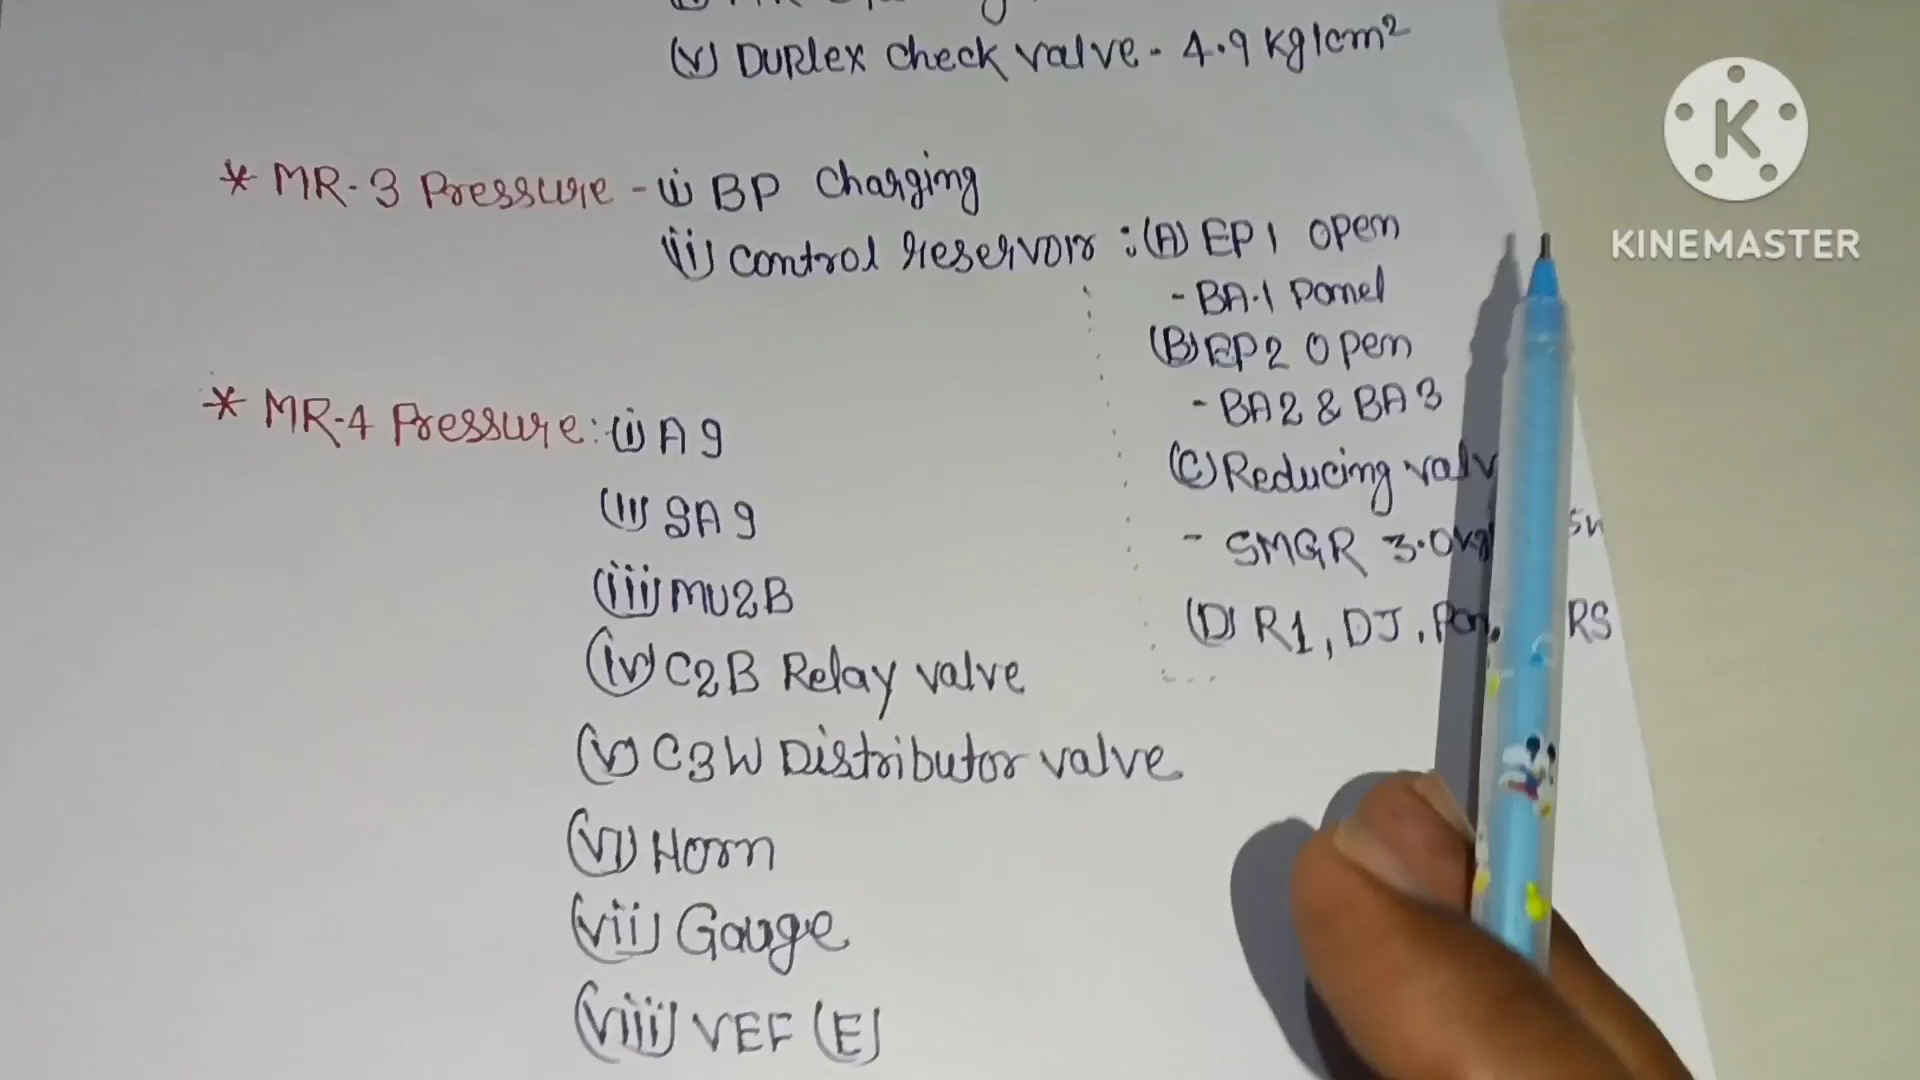 (v) Duplex check valve - 4.9 kg/cm²
* MR-3 Pressure - (i) BP charging
(ii) control reservoir : (A) EP1 open
- BA.1 Panel
(B) EP2 open
- BA2 & BA3
(C) Reducing valv
- SMGR 3.0kg
(D) R1, DJ, Pan. RS
* MR-4 Pressure : (i) A9
(ii) SA9
(iii) MU2B
(iv) C2B Relay valve
(v) C3W Distributor valve
(vi) Horn
(vii) Gauge
(viii) VEF (E)
K
KINEMASTER